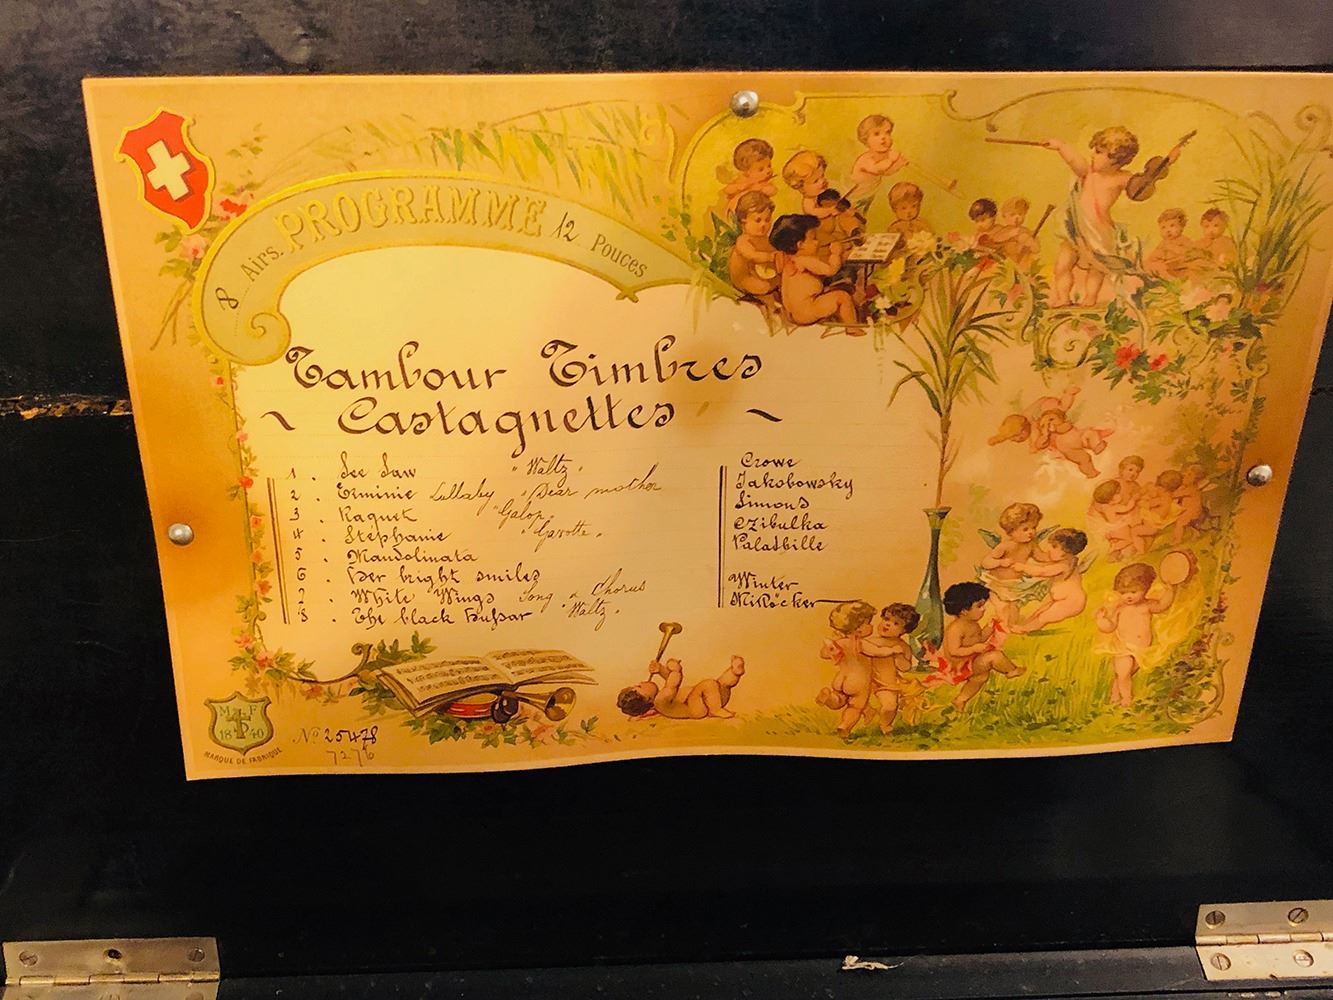 8 Airs. PROGRAMME 12 Pouces
Tambour Timbres
~ Castagnettes ~
1 . See Saw "Waltz" Crowe
2 . Erminie Lullaby "Dear mother Jakobowsky
3 . Raquet "Galop" Simons
4 . Stephanie "Gavotte" Czibulka
5 . Mandolinata Paladbille
6 . Her bright smiles
7 . White Wings Song & Chorus Winter
8 . The black Hussar "Waltz" Millöcker
M F
18 40
MARQUE DE FABRIQUE
No 25478
7276